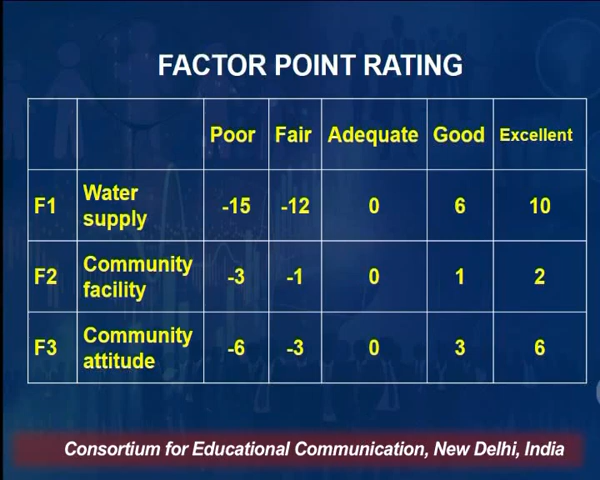 FACTOR POINT RATING
Poor Fair Adequate Good Excellent
F1 Water supply -15 -12 0 6 10
F2 Community facility -3 -1 0 1 2
F3 Community attitude -6 -3 0 3 6
Consortium for Educational Communication, New Delhi, India